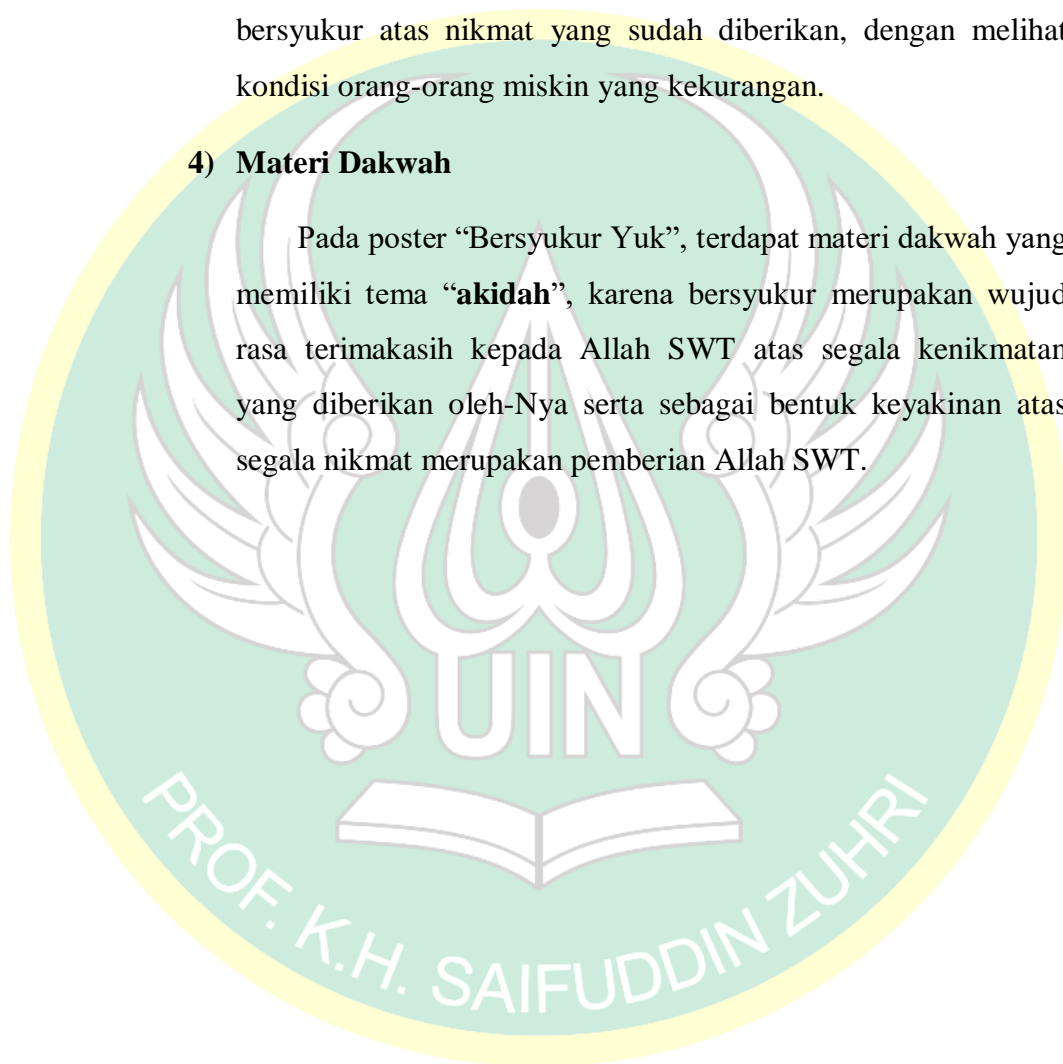 bersyukur atas nikmat yang sudah diberikan, dengan melihat
kondisi orang-orang miskin yang kekurangan.
4) Materi Dakwah
Pada poster “Bersyukur Yuk”, terdapat materi dakwah yang
memiliki tema “akidah”, karena bersyukur merupakan wujud
rasa terimakasih kepada Allah SWT atas segala kenikmatan
yang diberikan oleh-Nya serta sebagai bentuk keyakinan atas
segala nikmat merupakan pemberian Allah SWT.
UIN
PROF. K.H. SAIFUDDIN ZUHRI